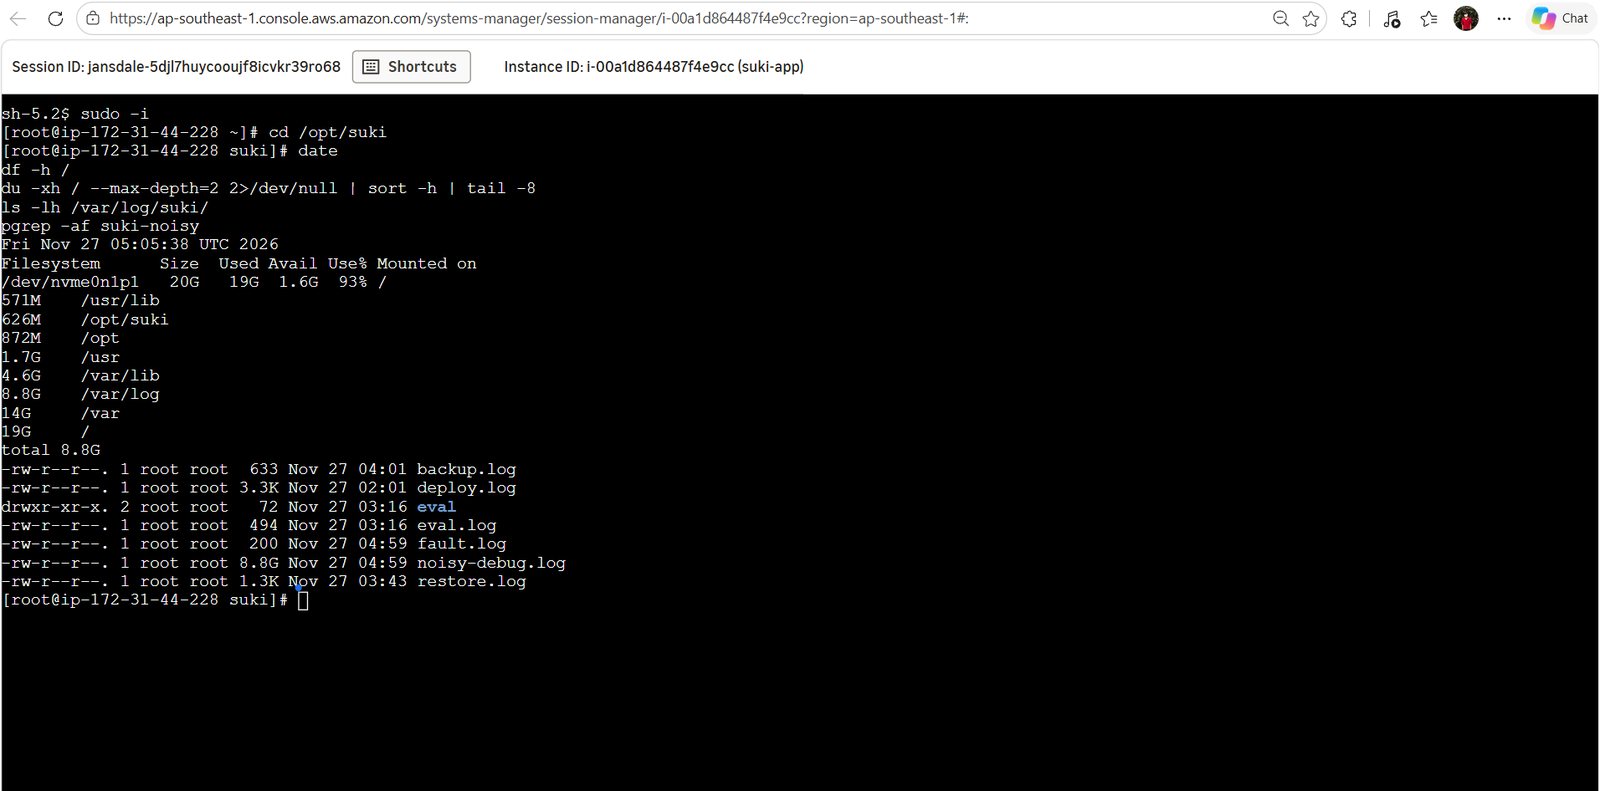 https://ap-southeast-1.console.aws.amazon.com/systems-manager/session-manager/i-00a1d864487f4e9cc?region=ap-southeast-1#:
Chat
Session ID: jansdale-5djl7huycooujf8icvkr39ro68
Shortcuts
Instance ID: i-00a1d864487f4e9cc (suki-app)
sh-5.2$ sudo -i
[root@ip-172-31-44-228 ~]# cd /opt/suki
[root@ip-172-31-44-228 suki]# date
df -h /
du -xh / --max-depth=2 2>/dev/null | sort -h | tail -8
ls -lh /var/log/suki/
pgrep -af suki-noisy
Fri Nov 27 05:05:38 UTC 2026
Filesystem      Size  Used Avail Use% Mounted on
/dev/nvme0n1p1   20G   19G  1.6G  93% /
571M    /usr/lib
626M    /opt/suki
872M    /opt
1.7G    /usr
4.6G    /var/lib
8.8G    /var/log
14G     /var
19G     /
total 8.8G
-rw-r--r--. 1 root root  633 Nov 27 04:01 backup.log
-rw-r--r--. 1 root root 3.3K Nov 27 02:01 deploy.log
drwxr-xr-x. 2 root root   72 Nov 27 03:16 eval
-rw-r--r--. 1 root root  494 Nov 27 03:16 eval.log
-rw-r--r--. 1 root root  200 Nov 27 04:59 fault.log
-rw-r--r--. 1 root root 8.8G Nov 27 04:59 noisy-debug.log
-rw-r--r--. 1 root root 1.3K Nov 27 03:43 restore.log
[root@ip-172-31-44-228 suki]#